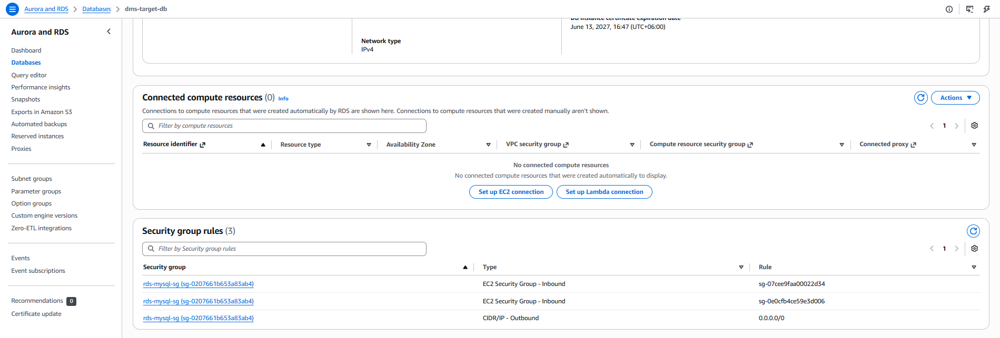 Aurora and RDS > Databases > dms-target-db
Aurora and RDS
Dashboard
Databases
Query editor
Performance insights
Snapshots
Exports in Amazon S3
Automated backups
Reserved instances
Proxies
Subnet groups
Parameter groups
Option groups
Custom engine versions
Zero-ETL integrations
Events
Event subscriptions
Recommendations 0
Certificate update
DB instance certificate expiration date
June 13, 2027, 16:47 (UTC+06:00)
Network type
IPv4
Connected compute resources (0) Info
Actions
Connections to compute resources that were created automatically by RDS are shown here. Connections to compute resources that were created manually aren't shown.
Filter by compute resources
1
Resource identifier Resource type Availability Zone VPC security group Compute resource security group Connected proxy
No connected compute resources
No connected compute resources that were created automatically to display.
Set up EC2 connection Set up Lambda connection
Security group rules (3)
Filter by Security group rules
1
Security group Type Rule
rds-mysql-sg (sg-0207661b653a83ab4) EC2 Security Group - Inbound sg-07cee9faa00022d34
rds-mysql-sg (sg-0207661b653a83ab4) EC2 Security Group - Inbound sg-0e0cfb4ce59e3d006
rds-mysql-sg (sg-0207661b653a83ab4) CIDR/IP - Outbound 0.0.0.0/0